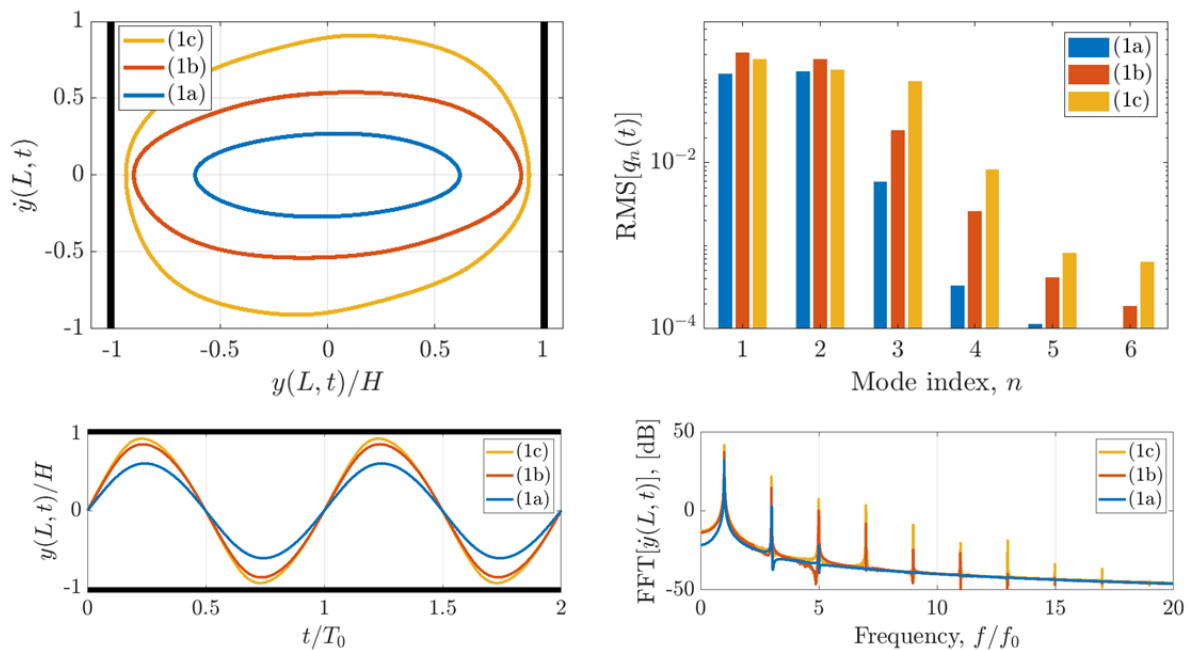 (1c)
(1b)
(1a)
1
0.5
0
-0.5
-1
ẏ(L, t)
-1
-0.5
0
0.5
1
y(L, t)/H
(1a)
(1b)
(1c)
10^{-2}
10^{-4}
RMS[q_n(t)]
1
2
3
4
5
6
Mode index, n
(1c)
(1b)
(1a)
1
0
-1
y(L, t)/H
0
0.5
1
1.5
2
t/T_0
(1c)
(1b)
(1a)
50
0
-50
FFT[ẏ(L, t)], [dB]
0
5
10
15
20
Frequency, f/f_0